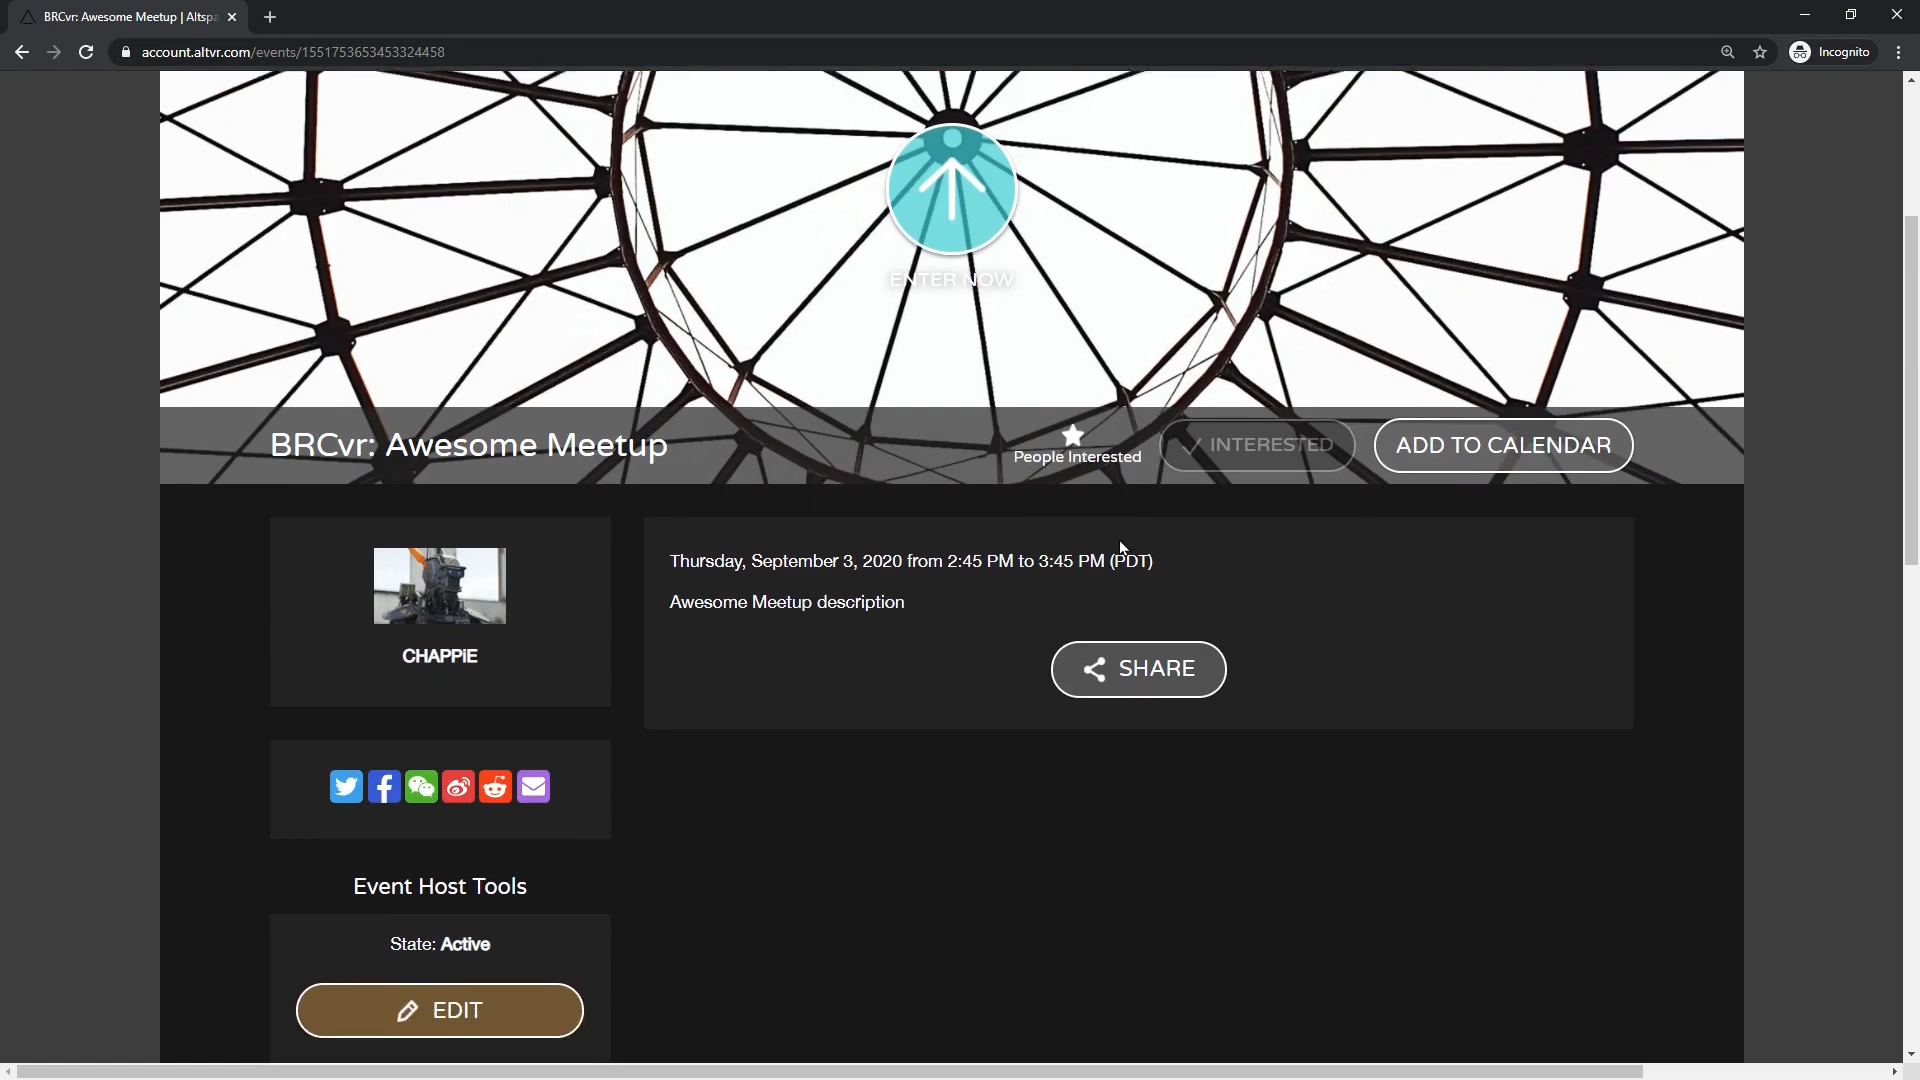 BRCvr: Awesome Meetup | Altspa
account.altvr.com/events/1551753653453324458
Incognito
ENTER NOW
BRCvr: Awesome Meetup
People Interested
INTERESTED
ADD TO CALENDAR
CHAPPiE
Thursday, September 3, 2020 from 2:45 PM to 3:45 PM (PDT)
Awesome Meetup description
SHARE
Event Host Tools
State: Active
EDIT